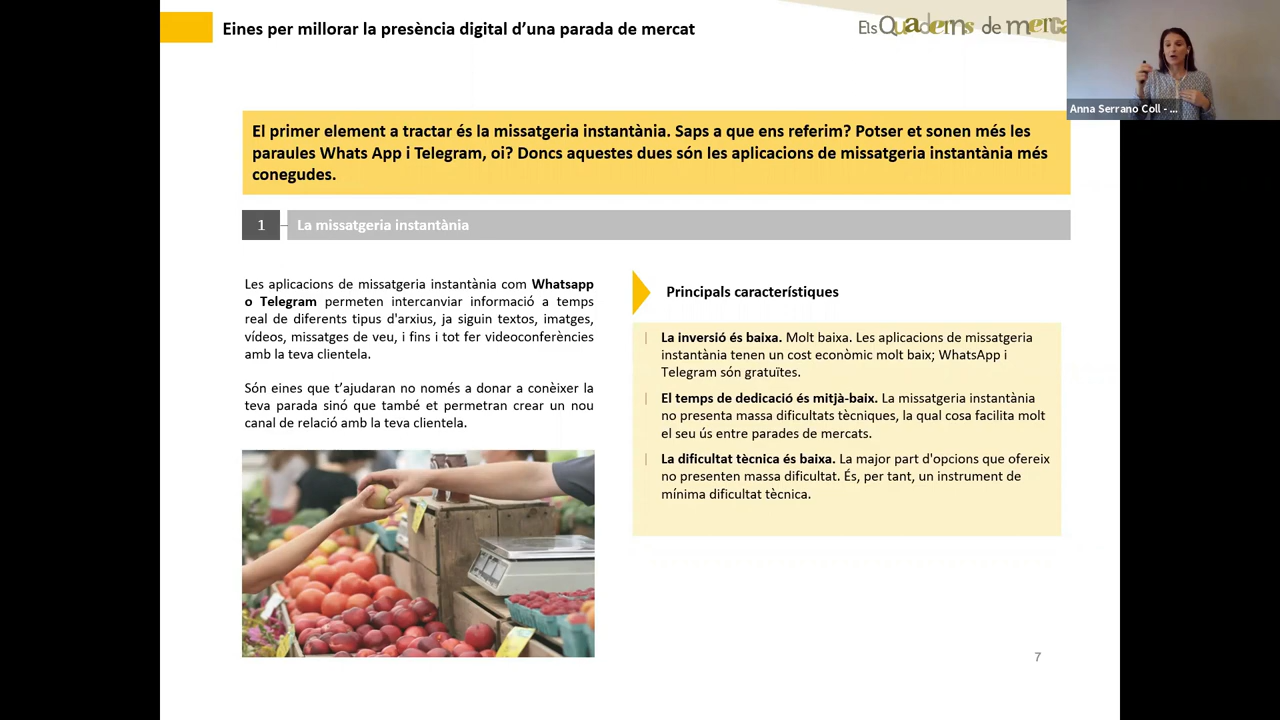 Eines per millorar la presència digital d'una parada de mercat
Els Quaderns de merca
Anna Serrano Coll - ...
El primer element a tractar és la missatgeria instantània. Saps a que ens referim? Potser et sonen més les
paraules Whats App i Telegram, oi? Doncs aquestes dues són les aplicacions de missatgeria instantània més
conegudes.
1
La missatgeria instantània
Les aplicacions de missatgeria instantània com Whatsapp
o Telegram permeten intercanviar informació a temps
real de diferents tipus d'arxius, ja siguin textos, imatges,
vídeos, missatges de veu, i fins i tot fer videoconferències
amb la teva clientela.
Són eines que t'ajudaran no només a donar a conèixer la
teva parada sinó que també et permetran crear un nou
canal de relació amb la teva clientela.
Principals característiques
La inversió és baixa. Molt baixa. Les aplicacions de missatgeria
instantània tenen un cost econòmic molt baix; WhatsApp i
Telegram són gratuïtes.
El temps de dedicació és mitjà-baix. La missatgeria instantània
no presenta massa dificultats tècniques, la qual cosa facilita molt
el seu ús entre parades de mercats.
La dificultat tècnica és baixa. La major part d'opcions que ofereix
no presenten massa dificultat. És, per tant, un instrument de
mínima dificultat tècnica.
7